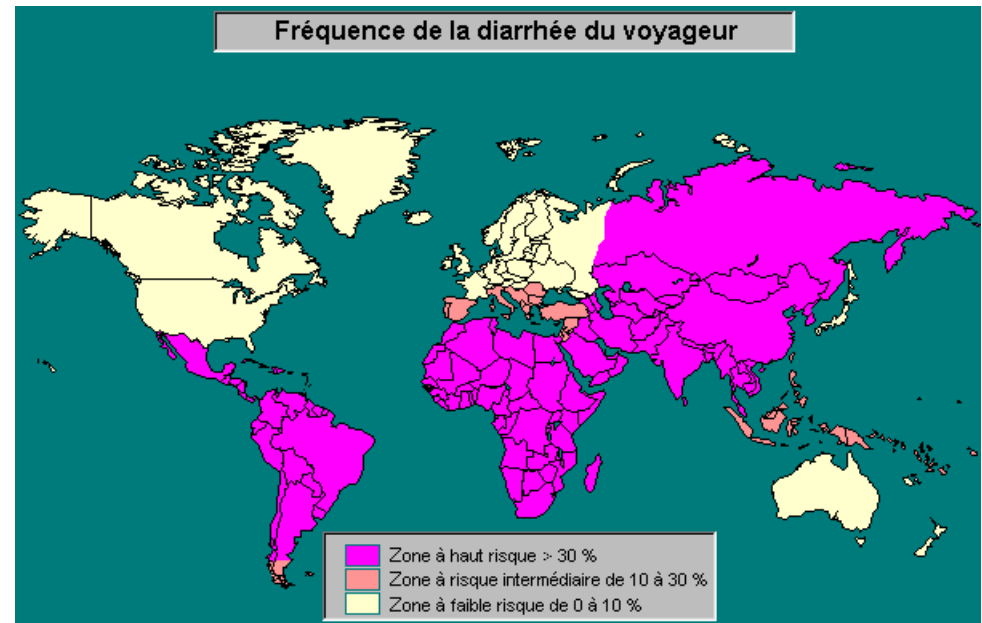 Fréquence de la diarrhée du voyageur
Zone à haut risque > 30 %
Zone à risque intermédiaire de 10 à 30 %
Zone à faible risque de 0 à 10 %